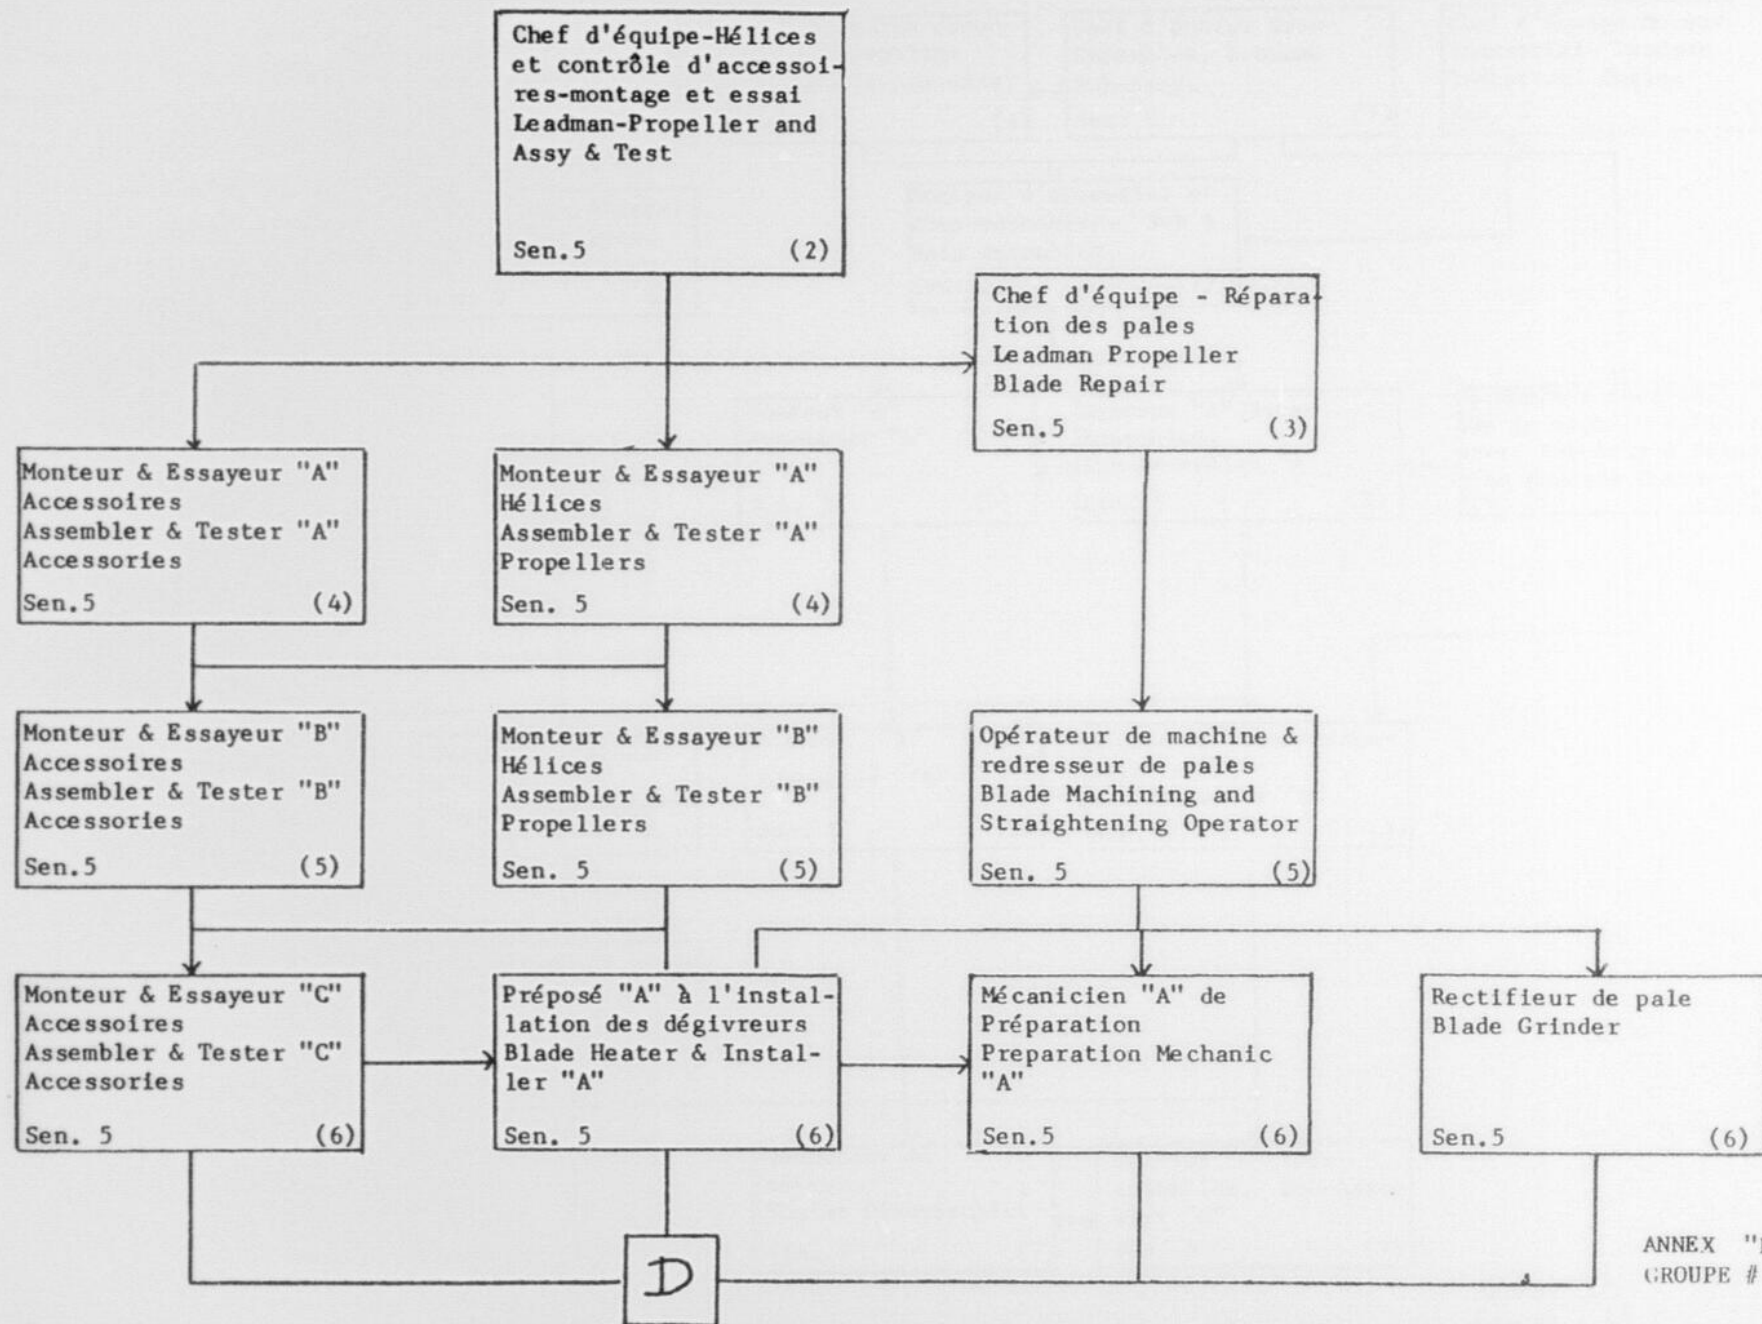 Chef d'équipe-Hélices
et contrôle d'accessoi-
res-montage et essai
Leadman-Propeller and
Assy & Test
Sen.5 (2)
Chef d'équipe - Répara-
tion des pales
Leadman Propeller
Blade Repair
Sen.5 (3)
Monteur & Essayeur "A"
Accessoires
Assembler & Tester "A"
Accessories
Sen.5 (4)
Monteur & Essayeur "A"
Hélices
Assembler & Tester "A"
Propellers
Sen. 5 (4)
Monteur & Essayeur "B"
Accessoires
Assembler & Tester "B"
Accessories
Sen.5 (5)
Monteur & Essayeur "B"
Hélices
Assembler & Tester "B"
Propellers
Sen. 5 (5)
Opérateur de machine &
redresseur de pales
Blade Machining and
Straightening Operator
Sen. 5 (5)
Monteur & Essayeur "C"
Accessoires
Assembler & Tester "C"
Accessories
Sen. 5 (6)
Préposé "A" à l'instal-
lation des dégivreurs
Blade Heater & Instal-
ler "A"
Sen. 5 (6)
Mécanicien "A" de
Préparation
Preparation Mechanic
"A"
Sen.5 (6)
Rectifieur de pale
Blade Grinder
Sen.5 (6)
D
ANNEX
GROUPE #